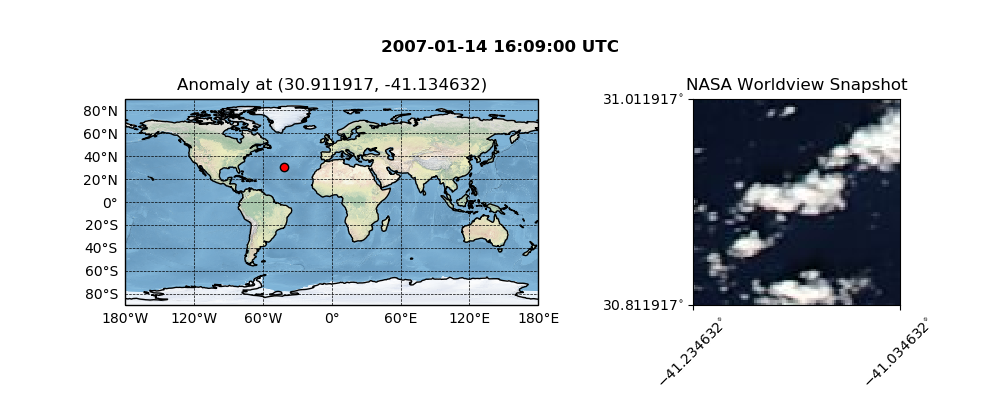 2007-01-14 16:09:00 UTC
Anomaly at (30.911917, -41.134632)
80°N
60°N
40°N
20°N
0°
20°S
40°S
60°S
80°S
180°W 120°W 60°W 0° 60°E 120°E 180°E
NASA Worldview Snapshot
31.011917°
30.811917°
−41.234632°
−41.034632°